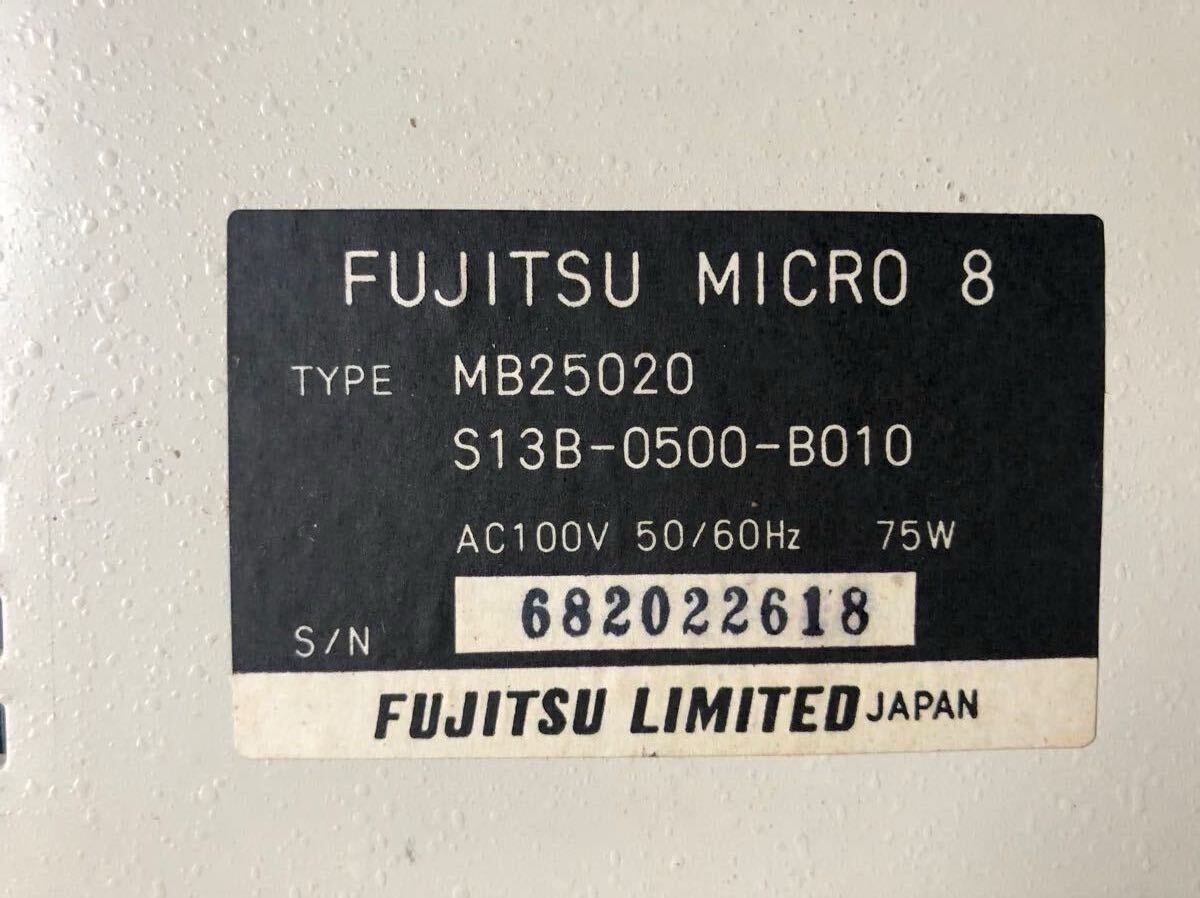 FUJITSU MICRO 8
TYPE MB25020
S13B-0500-B010
AC100V 50/60Hz 75W
S/N 682022618
FUJITSU LIMITED JAPAN